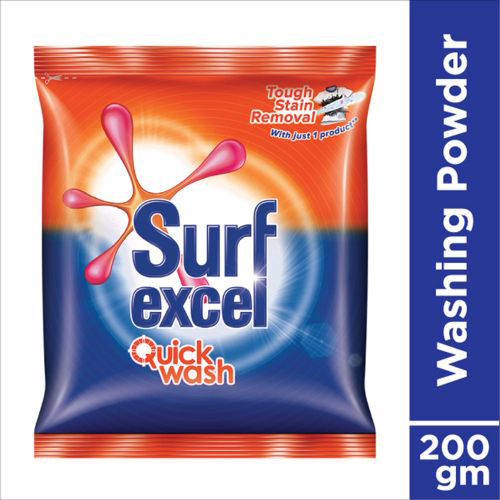 Tough
Stain
Removal
With just 1 product**
Surf
excel
Quick
wash
Washing Powder
200
gm